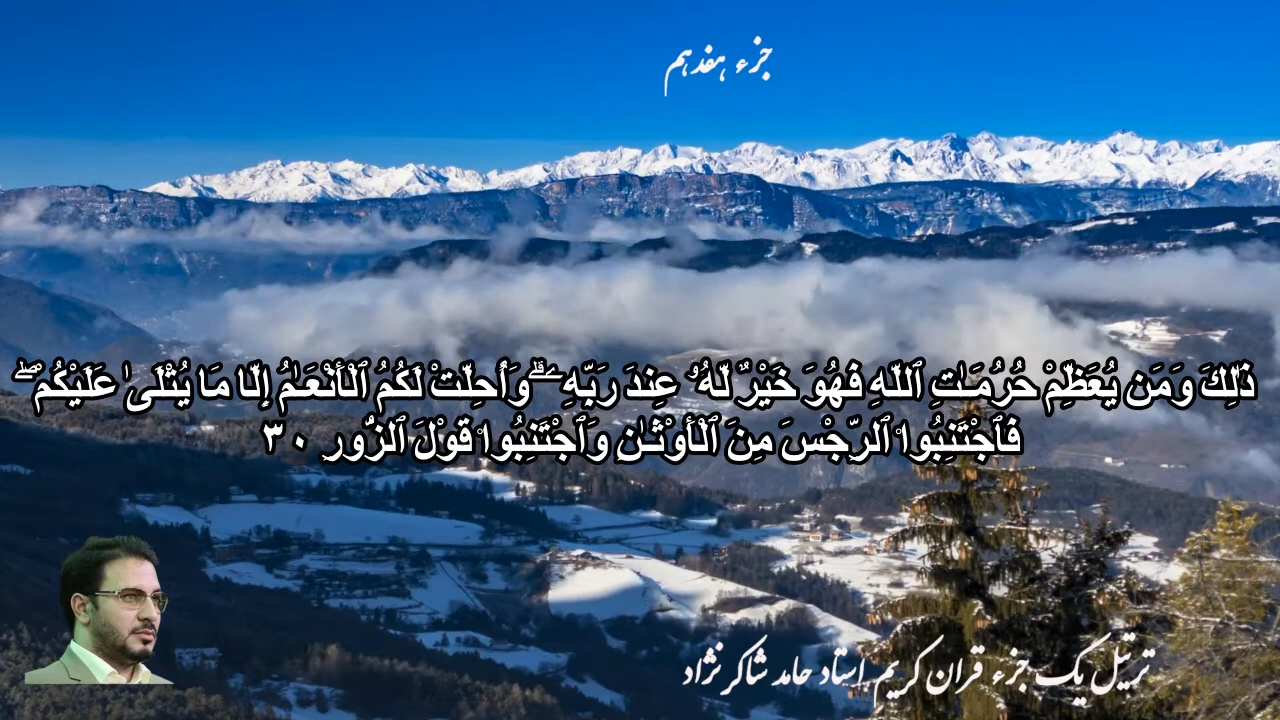 جزء هفدهم
ذَٰلِكَ وَمَن يُعَظِّمْ حُرُمَـٰتِ ٱللَّهِ فَهُوَ خَيْرٌ لَّهُۥ عِندَ رَبِّهِۦ ۗ وَأُحِلَّتْ لَكُمُ ٱلْأَنْعَـٰمُ إِلَّا مَا يُتْلَىٰ عَلَيْكُمْ ۖ
فَٱجْتَنِبُوا۟ ٱلرِّجْسَ مِنَ ٱلْأَوْثَـٰنِ وَٱجْتَنِبُوا۟ قَوْلَ ٱلزُّورِ ٣٠
ترتیل یک جزء قران کریم استاد حامد شاکرنژاد